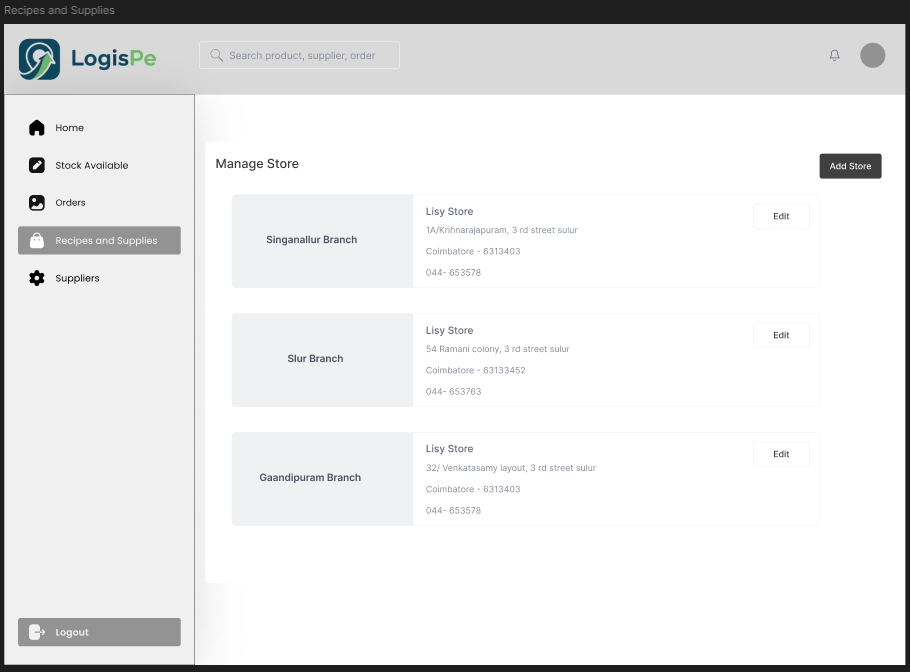 Recipes and Supplies
LogisPe
Search product, supplier, order
Home
Stock Available
Orders
Recipes and Supplies
Suppliers
Logout
Manage Store
Add Store
Singanallur Branch
Lisy Store
1A/Krihnarajapuram, 3 rd street sulur
Coimbatore - 6313403
044- 653578
Edit
Slur Branch
Lisy Store
54 Ramani colony, 3 rd street sulur
Coimbatore - 63133452
044- 653763
Edit
Gaandipuram Branch
Lisy Store
32/ Venkatasamy layout, 3 rd street sulur
Coimbatore - 6313403
044- 653578
Edit